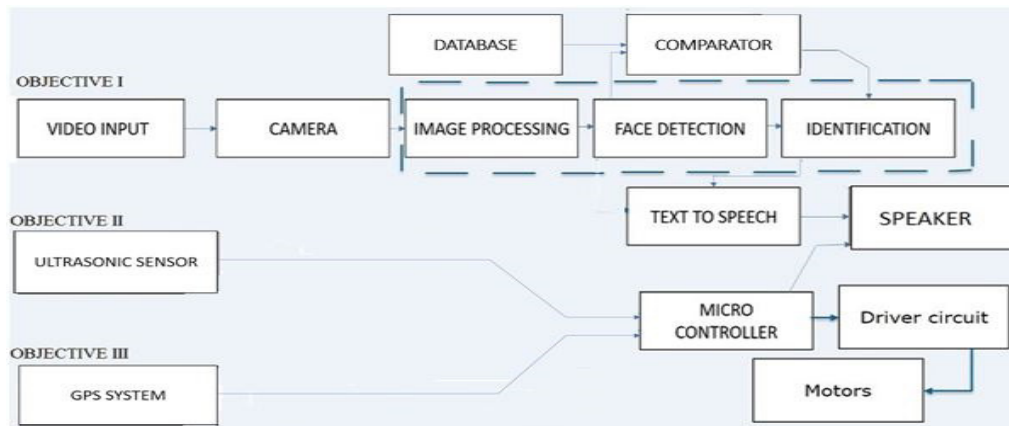 DATABASE
COMPARATOR
OBJECTIVE I
VIDEO INPUT
CAMERA
IMAGE PROCESSING
FACE DETECTION
IDENTIFICATION
OBJECTIVE II
TEXT TO SPEECH
SPEAKER
ULTRASONIC SENSOR
MICRO
CONTROLLER
Driver circuit
OBJECTIVE III
GPS SYSTEM
Motors